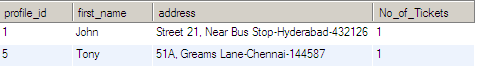 profile_id first_name address No_of_Tickets
1 John Street 21, Near Bus Stop-Hyderabad-432126 1
5 Tony 51A, Greams Lane-Chennai-144587 1